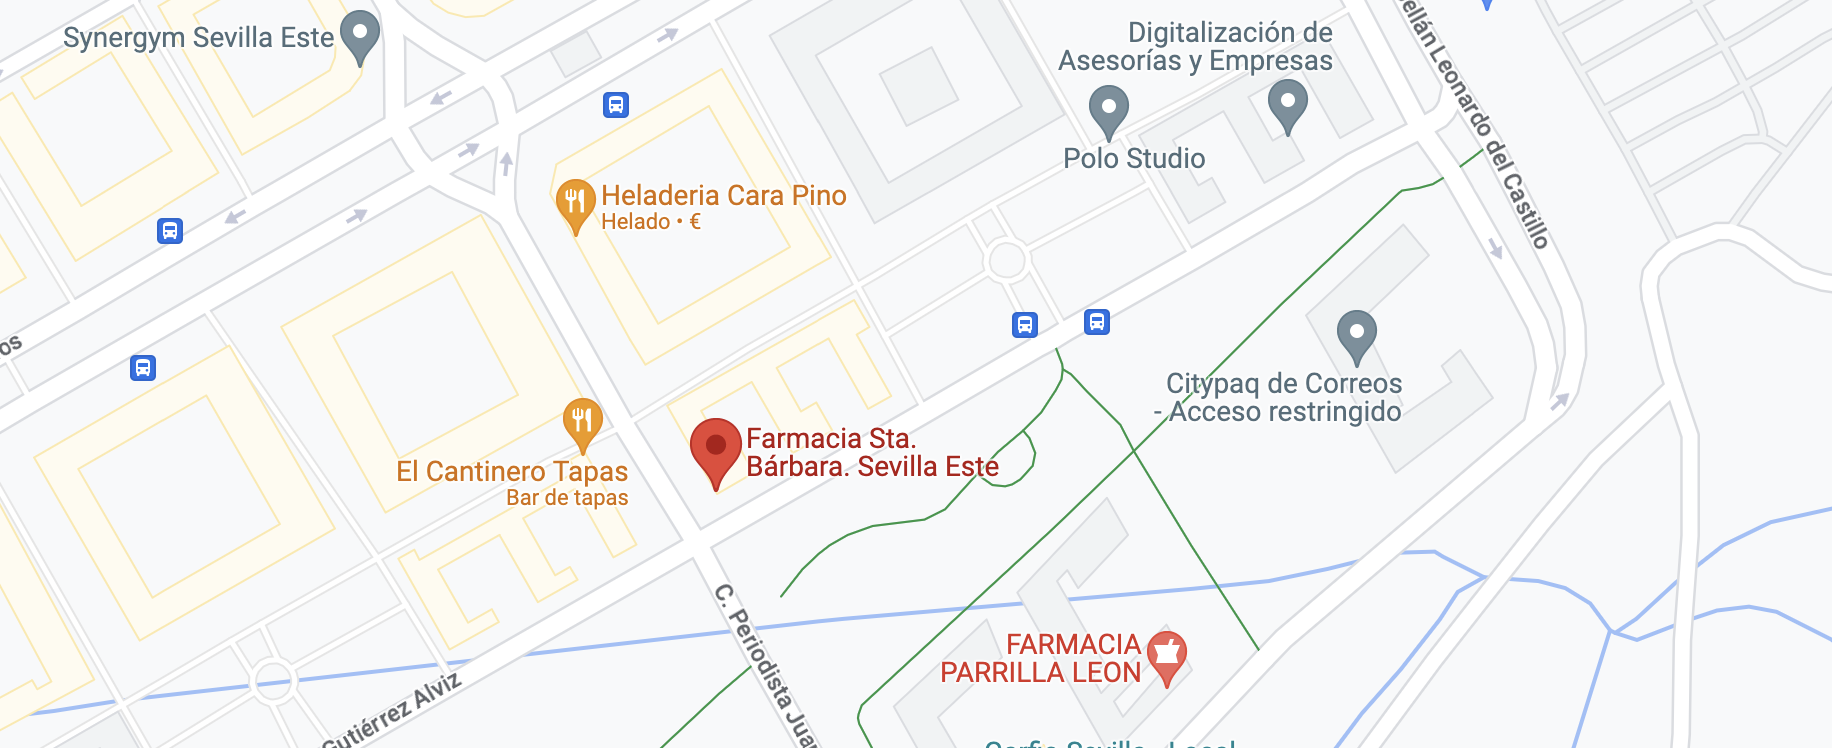 Synergym Sevilla Este
Digitalización de
Asesorías y Empresas
Polo Studio
ellán Leonardo del Castillo
Heladeria Cara Pino
Helado • €
os
Citypaq de Correos
- Acceso restringido
El Cantinero Tapas
Bar de tapas
Farmacia Sta.
Bárbara. Sevilla Este
C. Periodista Jua
FARMACIA
PARRILLA LEON
Gutiérrez Alviz